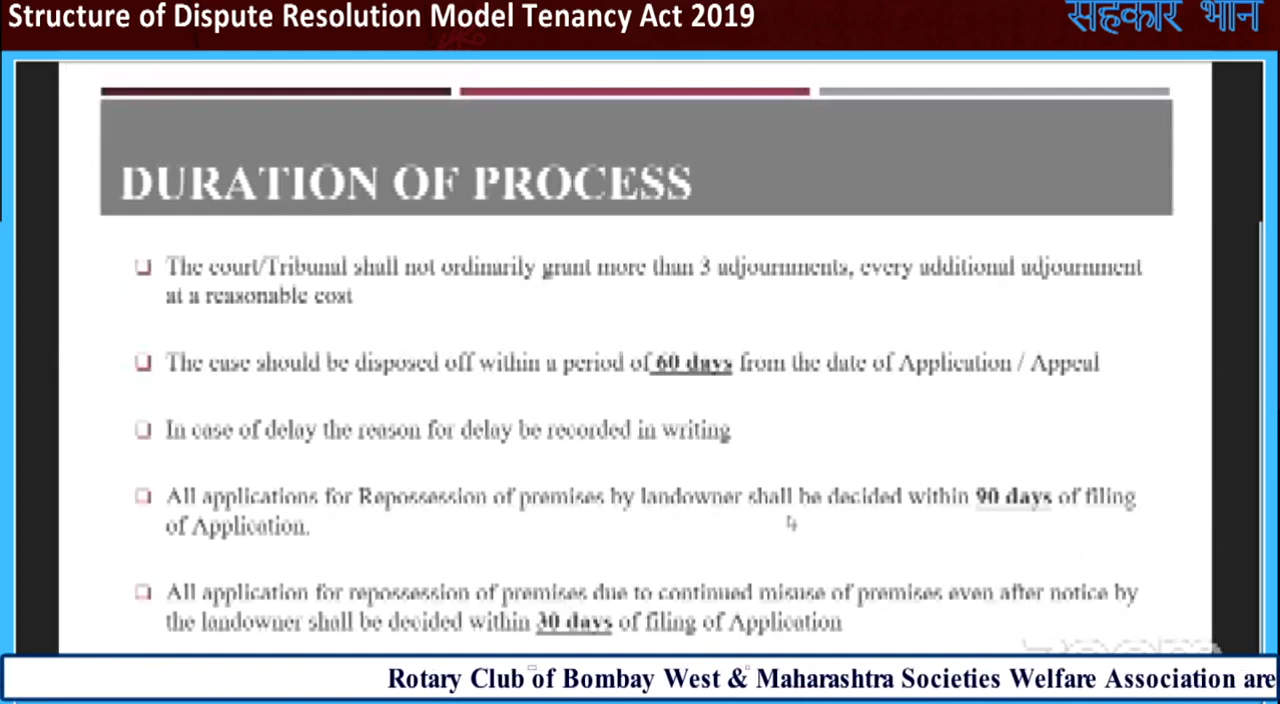 Structure of Dispute Resolution Model Tenancy Act 2019
सहकार भान
DURATION OF PROCESS
The court/Tribunal shall not ordinarily grant more than 3 adjournments, every additional adjournment
at a reasonable cost
The case should be disposed off within a period of 60 days from the date of Application / Appeal
In case of delay the reason for delay be recorded in writing
All applications for Repossession of premises by landowner shall be decided within 90 days of filing
of Application.
All application for repossession of premises due to continued misuse of premises even after notice by
the landowner shall be decided within 30 days of filing of Application
Rotary Club of Bombay West & Maharashtra Societies Welfare Association are